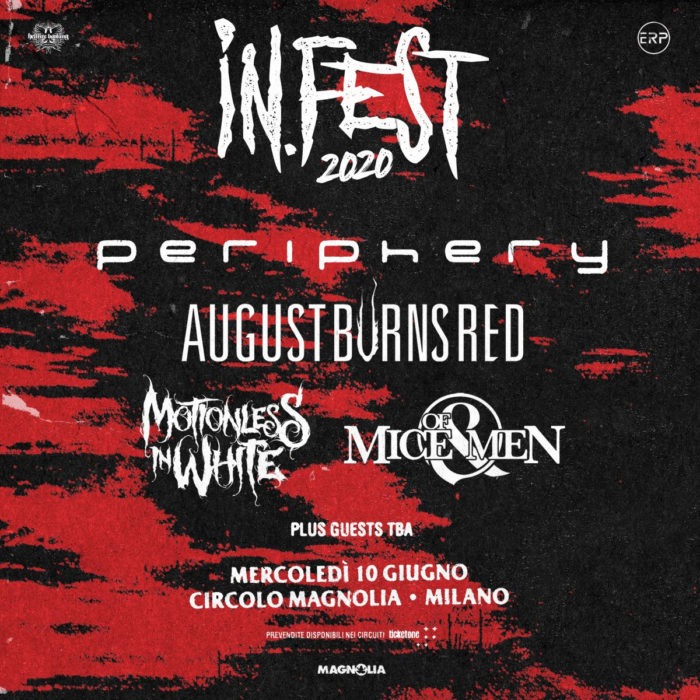 ERP
iN.FEST
2020
periphery
AUGUST BURNS RED
MOTIONLESS
IN WHITE
OF
MICE & MEN
PLUS GUESTS TBA
MERCOLEDÌ 10 GIUGNO
CIRCOLO MAGNOLIA • MILANO
PREVENDITE DISPONIBILI NEI CIRCUITI ticketone
MAGNOLIA